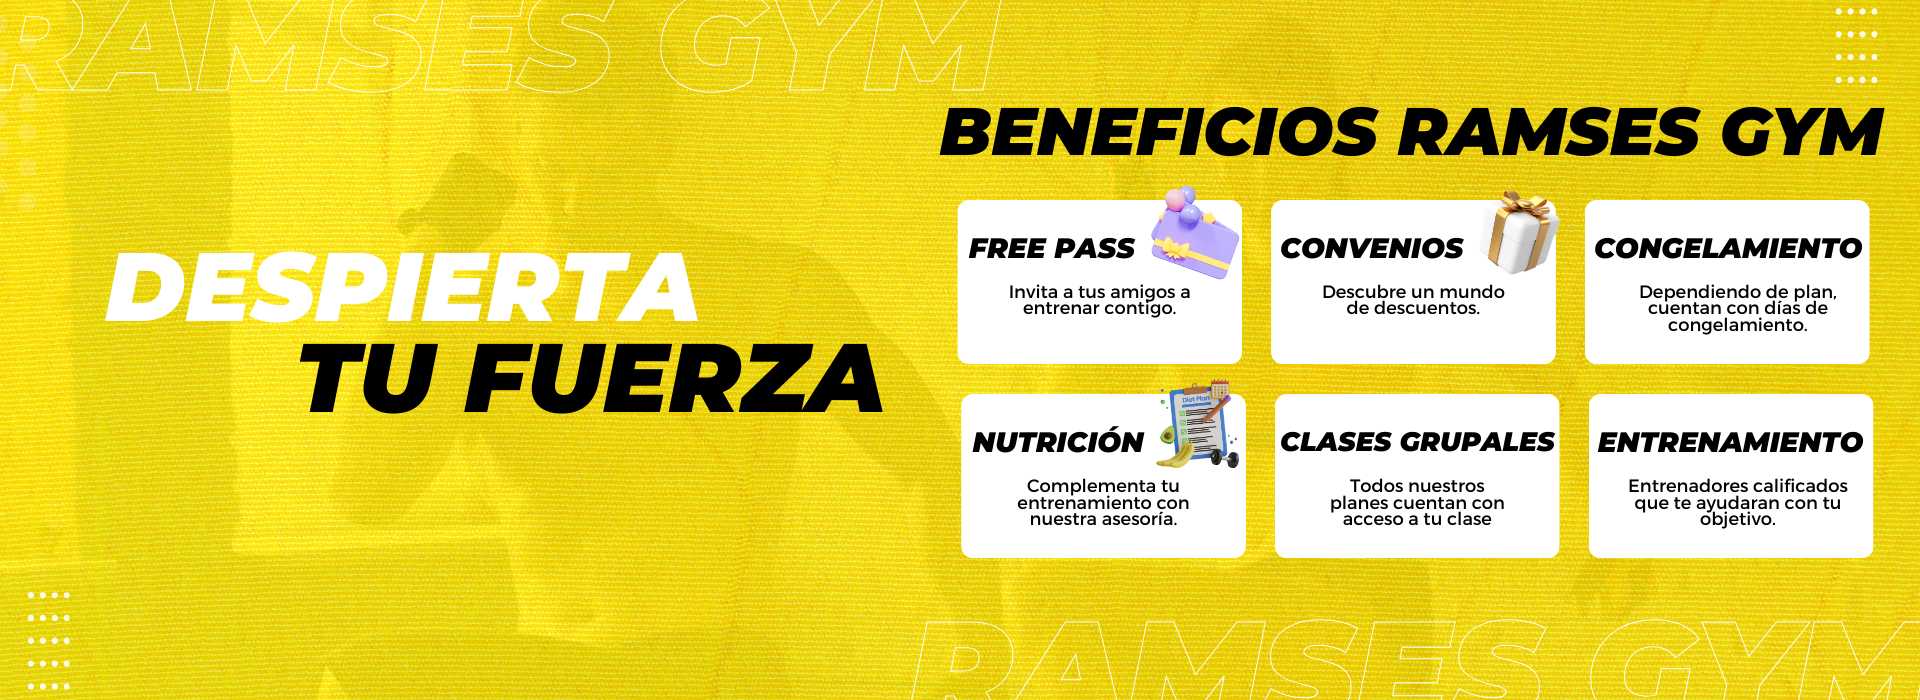 RAMSES GYM
DESPIERTA
TU FUERZA
BENEFICIOS RAMSES GYM
FREE PASS
Invita a tus amigos a
entrenar contigo.
CONVENIOS
Descubre un mundo
de descuentos.
CONGELAMIENTO
Dependiendo de plan,
cuentan con días de
congelamiento.
NUTRICIÓN
Diet Plan
Complementa tu
entrenamiento con
nuestra asesoría.
CLASES GRUPALES
Todos nuestros
planes cuentan con
acceso a tu clase
ENTRENAMIENTO
Entrenadores calificados
que te ayudaran con tu
objetivo.
RAMSES GYM